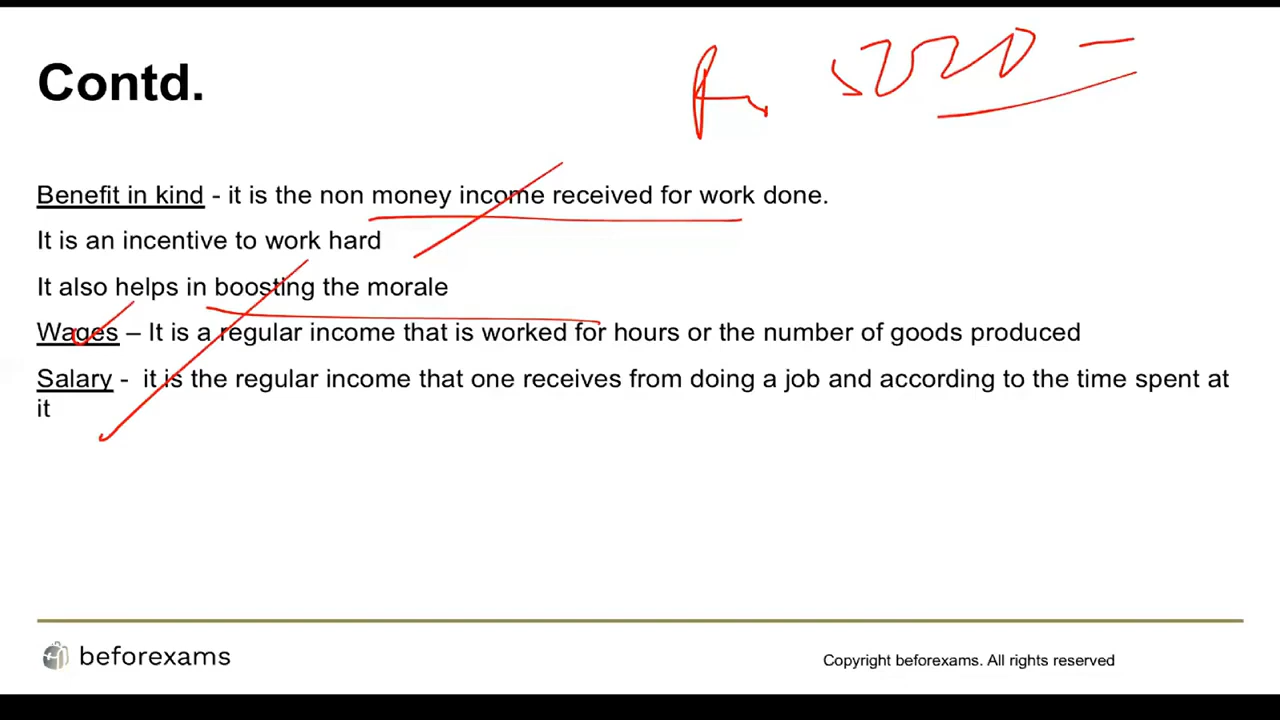 Contd.
Benefit in kind - it is the non money income received for work done.
It is an incentive to work hard
It also helps in boosting the morale
Wages – It is a regular income that is worked for hours or the number of goods produced
Salary - it is the regular income that one receives from doing a job and according to the time spent at
it
beforexams
Copyright beforexams. All rights reserved